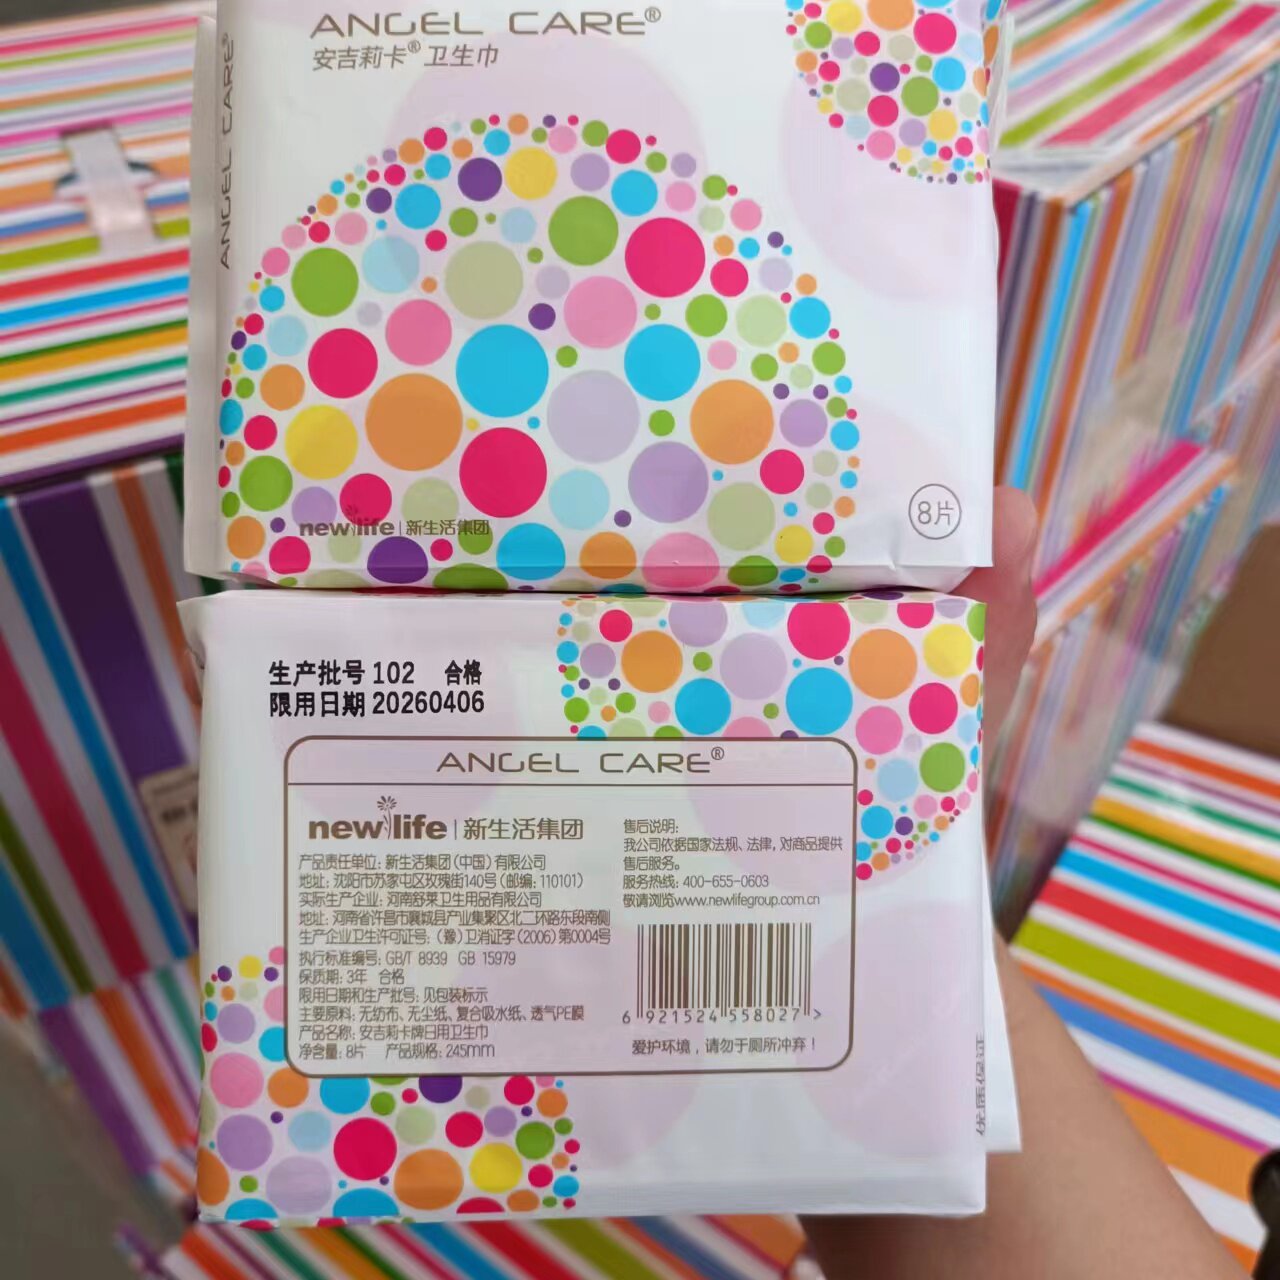 ANGEL CARE®
安吉莉卡® 卫生巾
ANGEL CARE®
8片
new life | 新生活集团
生产批号 102 合格
限用日期 20260406
ANGEL CARE®
new life | 新生活集团
产品责任单位: 新生活集团(中国)有限公司
地址: 沈阳市苏家屯区玫瑰街140号(邮编: 110101)
实际生产企业: 河南舒莱卫生用品有限公司
地址: 河南省许昌市襄城县产业集聚区北二环路东段南侧
生产企业卫生许可证号: (豫)卫消证字(2006)第0004号
执行标准编号: GB/T 8939 GB 15979
保质期: 3年 合格
限用日期和生产批号: 见包装标示
主要原料: 无纺布、无尘纸、复合吸水纸、透气PE膜
产品名称: 安吉莉卡牌日用卫生巾
净含量: 8片 产品规格: 245mm
售后说明:
我公司依据国家法规、法律, 对商品提供
售后服务。
服务热线: 400-655-0603
敬请浏览www.newlifegroup.com.cn
6 921524 558027 >
爱护环境，请勿于厕所冲弃！
优质保证